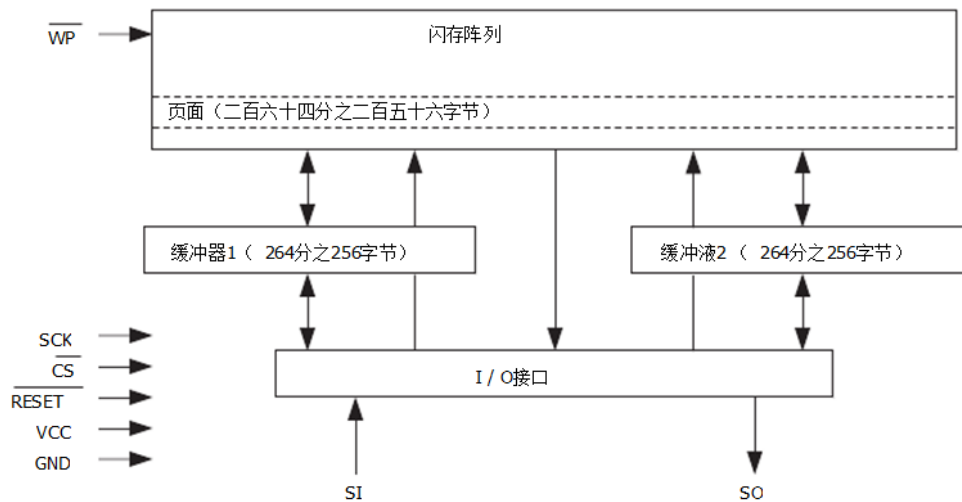 WP
闪存阵列
页面（二百六十四分之二百五十六字节）
缓冲器1（ 264分之256字节）
缓冲液2 （ 264分之256字节）
SCK
CS
RESET
VCC
GND
I / O接口
SI
SO